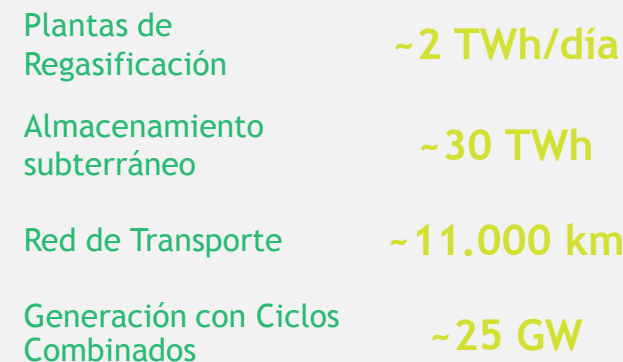 Plantas de
Regasificación
~2 TWh/día
Almacenamiento
subterráneo
~30 TWh
Red de Transporte
~11.000 km
Generación con Ciclos
Combinados
~25 GW